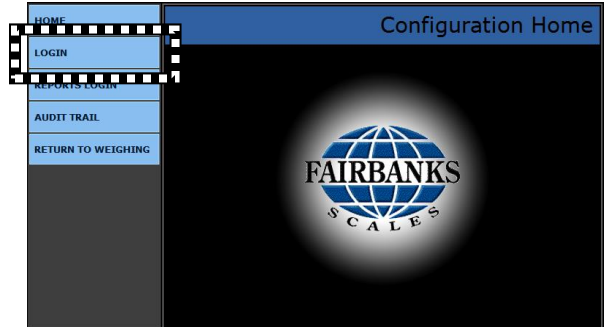 HOME
LOGIN
REPORTS LOGIN
AUDIT TRAIL
RETURN TO WEIGHING
Configuration Home
FAIRBANKS
SCALES